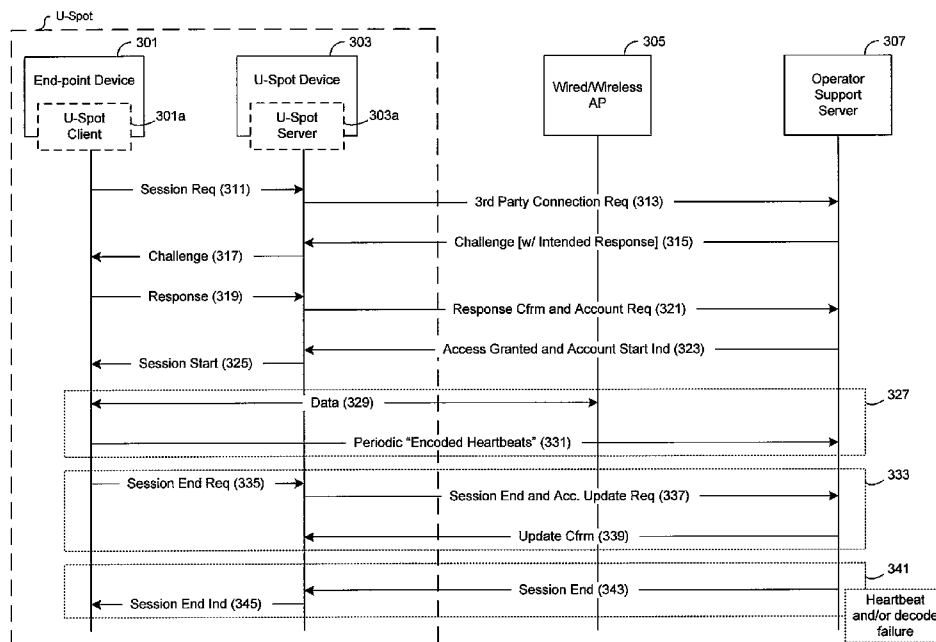 U-Spot
301
303
305
307
End-point Device
U-Spot Device
Wired/Wireless
AP
Operator
Support
Server
U-Spot
Client
301a
U-Spot
Server
303a
Session Req (311)
3rd Party Connection Req (313)
Challenge [w/ Intended Response] (315)
Challenge (317)
Response (319)
Response Cfrm and Account Req (321)
Access Granted and Account Start Ind (323)
Session Start (325)
327
Data (329)
Periodic "Encoded Heartbeats" (331)
333
Session End Req (335)
Session End and Acc. Update Req (337)
Update Cfrm (339)
341
Session End (343)
Session End Ind (345)
Heartbeat
and/or decode
failure